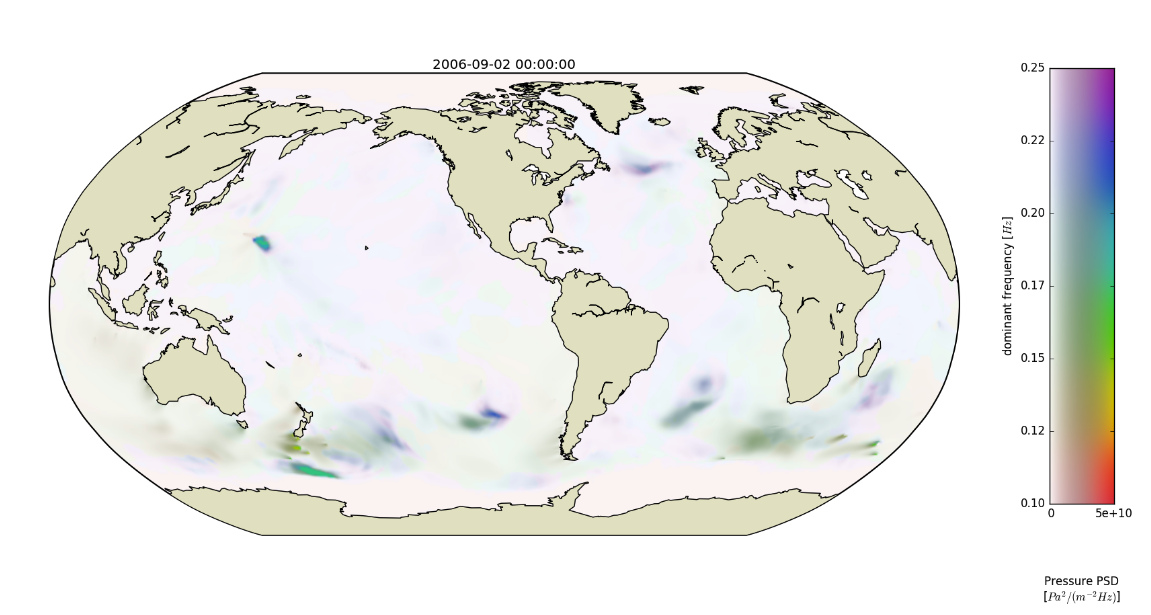 2006-09-02 00:00:00
0.25
0.22
0.20
0.17
0.15
0.12
0.10
dominant frequency [Hz]
0 5e+10
Pressure PSD
[Pa²/(m⁻²Hz)]